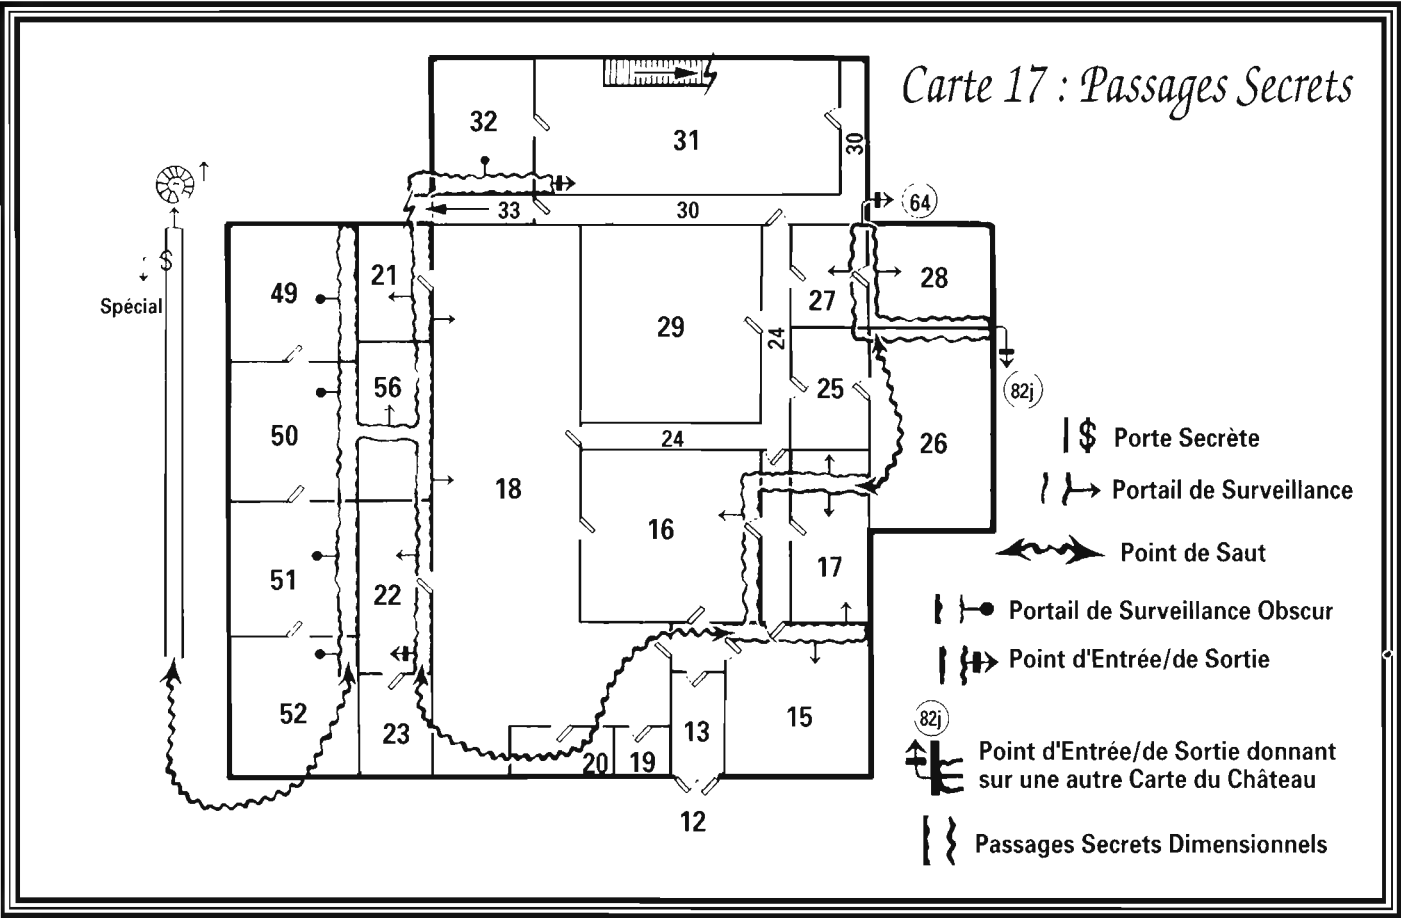 Carte 17 : Passages Secrets
32
31
30
33
30
64
$
Spécial
49
21
29
24
27
28
56
25
82j
50
24
26
18
16
17
51
22
52
23
20
19
13
15
12
$ Porte Secrète
Portail de Surveillance
Point de Saut
Portail de Surveillance Obscur
Point d'Entrée/de Sortie
82j
Point d'Entrée/de Sortie donnant
sur une autre Carte du Château
Passages Secrets Dimensionnels